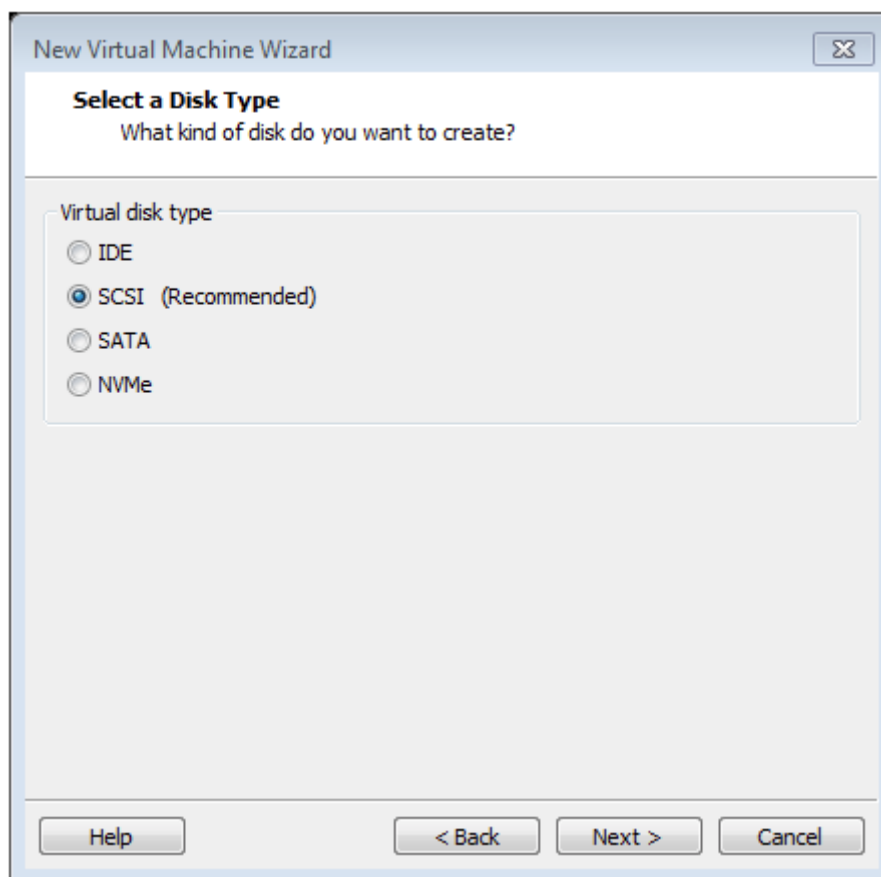 New Virtual Machine Wizard
Select a Disk Type
What kind of disk do you want to create?
Virtual disk type
IDE
SCSI (Recommended)
SATA
NVMe
Help
< Back
Next >
Cancel